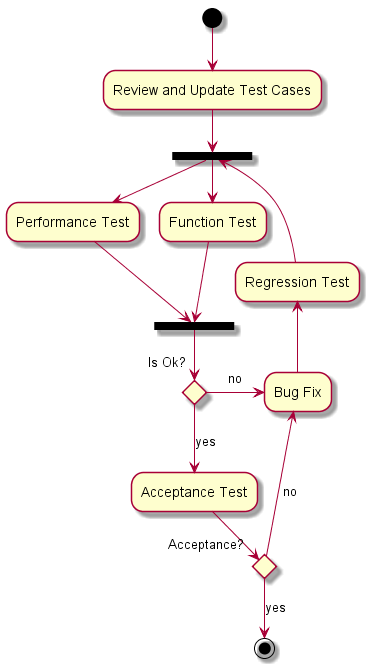 Review and Update Test Cases
Performance Test
Function Test
Regression Test
Is Ok?
no
Bug Fix
yes
Acceptance Test
no
Acceptance?
yes